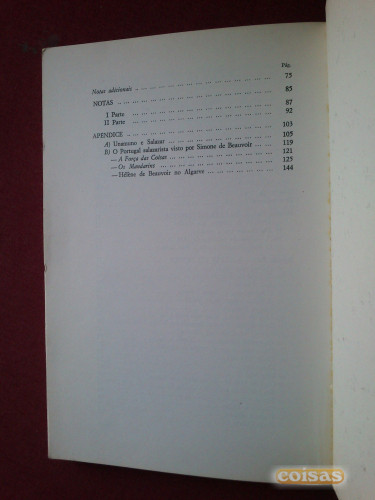 Pág.
Notas adicionais ... ... ... ... ... ... ... ... ... ... ... 75
NOTAS ... ... ... ... ... ... ... ... ... ... ... ... ... 85
I Parte ... ... ... ... ... ... ... ... ... ... ... ... 87
II Parte ... ... ... ... ... ... ... ... ... ... ... ... 92
APENDICE ... ... ... ... ... ... ... ... ... ... ... ... 103
A) Unamuno e Salazar ... ... ... ... ... ... ... ... ... 105
B) O Portugal salazarista visto por Simone de Beauvoir ... ... 119
—A Força das Coisas ... ... ... ... ... ... ... ... ... 121
—Os Mandarins ... ... ... ... ... ... ... ... ... ... 125
—Hélène de Beauvoir no Algarve ... ... ... ... ... ... 144
coisas